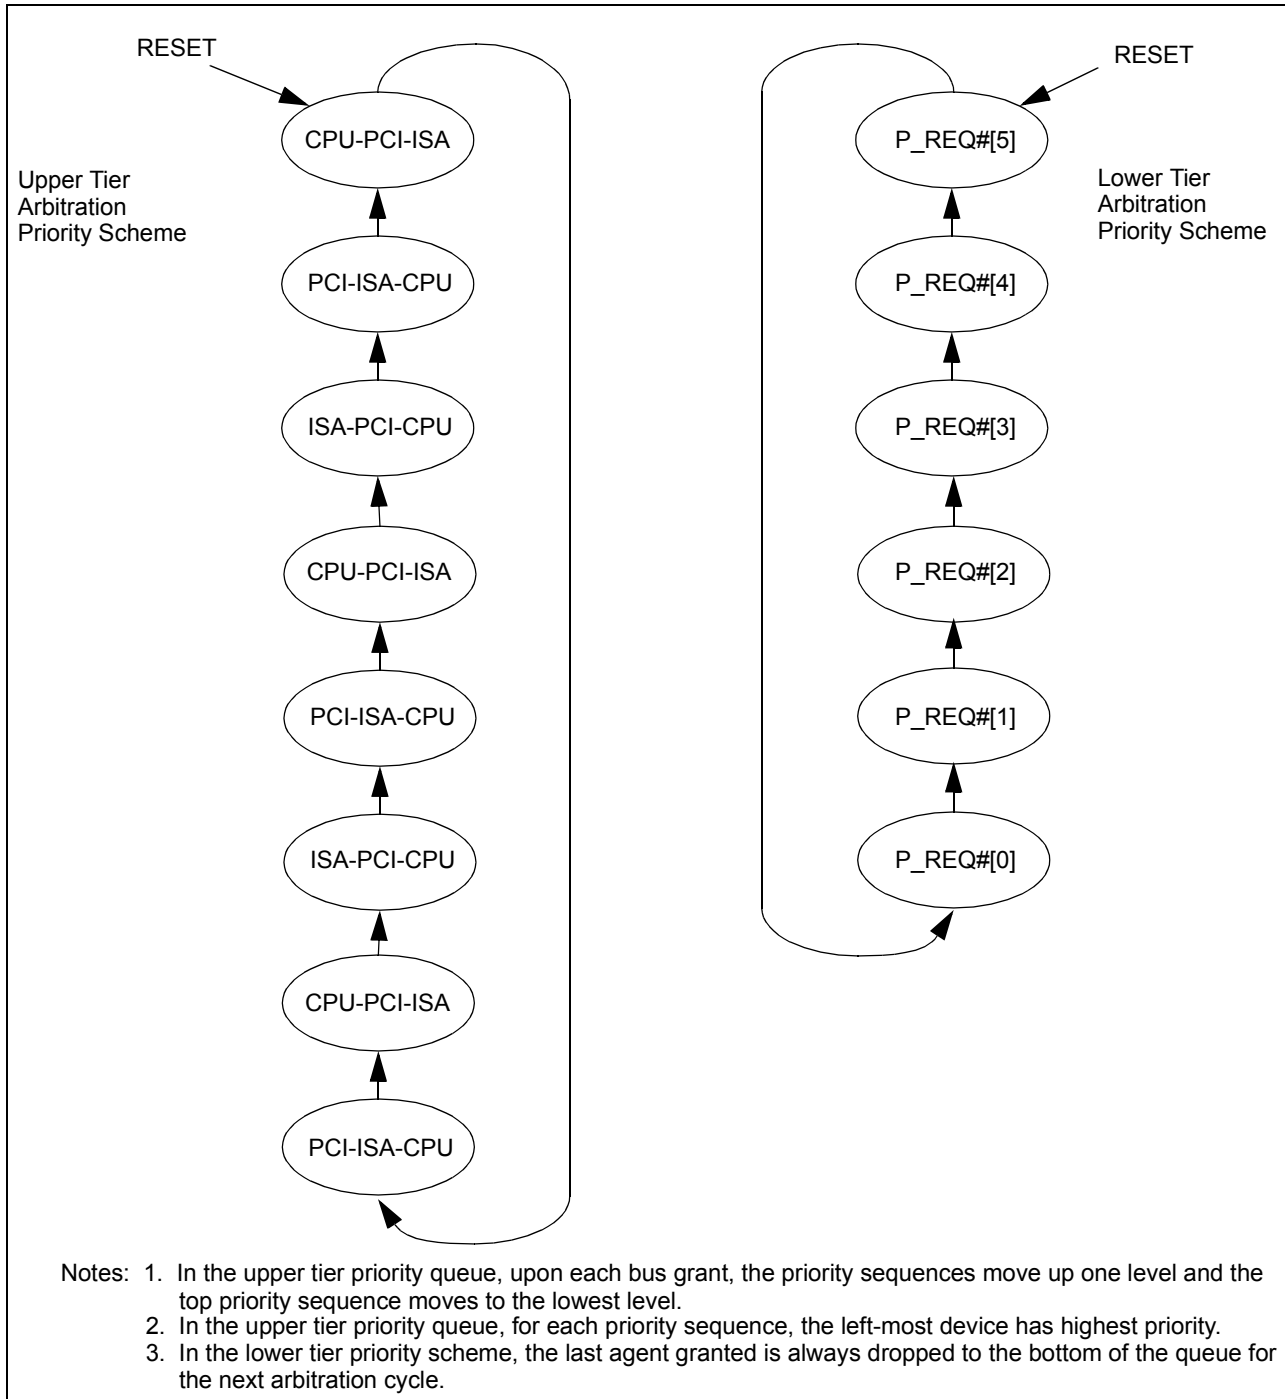 RESET
CPU-PCI-ISA
Upper Tier
Arbitration
Priority Scheme
PCI-ISA-CPU
ISA-PCI-CPU
CPU-PCI-ISA
PCI-ISA-CPU
ISA-PCI-CPU
CPU-PCI-ISA
PCI-ISA-CPU
RESET
P_REQ#[5]
Lower Tier
Arbitration
Priority Scheme
P_REQ#[4]
P_REQ#[3]
P_REQ#[2]
P_REQ#[1]
P_REQ#[0]
Notes: 1. In the upper tier priority queue, upon each bus grant, the priority sequences move up one level and the
top priority sequence moves to the lowest level.
2. In the upper tier priority queue, for each priority sequence, the left-most device has highest priority.
3. In the lower tier priority scheme, the last agent granted is always dropped to the bottom of the queue for
the next arbitration cycle.